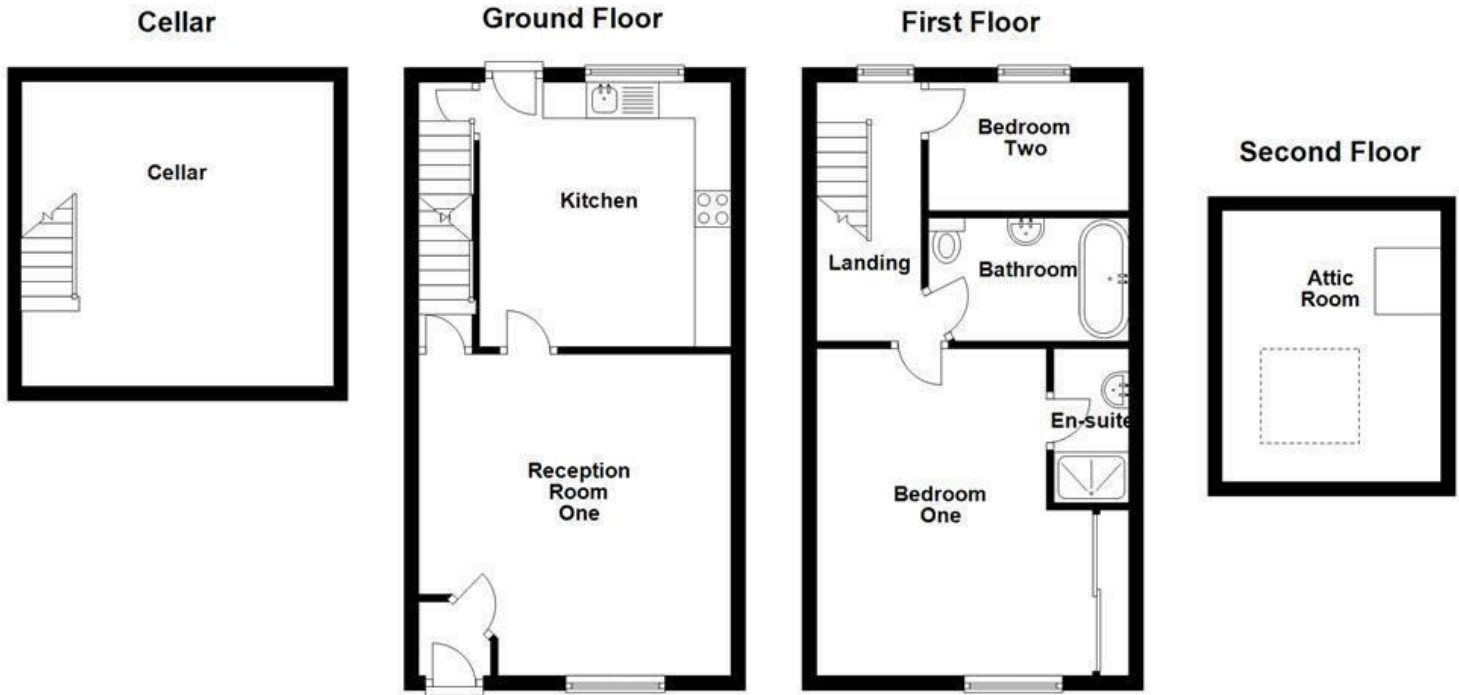 Cellar
Ground Floor
First Floor
Second Floor
Cellar
Kitchen
Reception
Room
One
Bedroom
Two
Landing
Bathroom
En-suite
Bedroom
One
Attic
Room